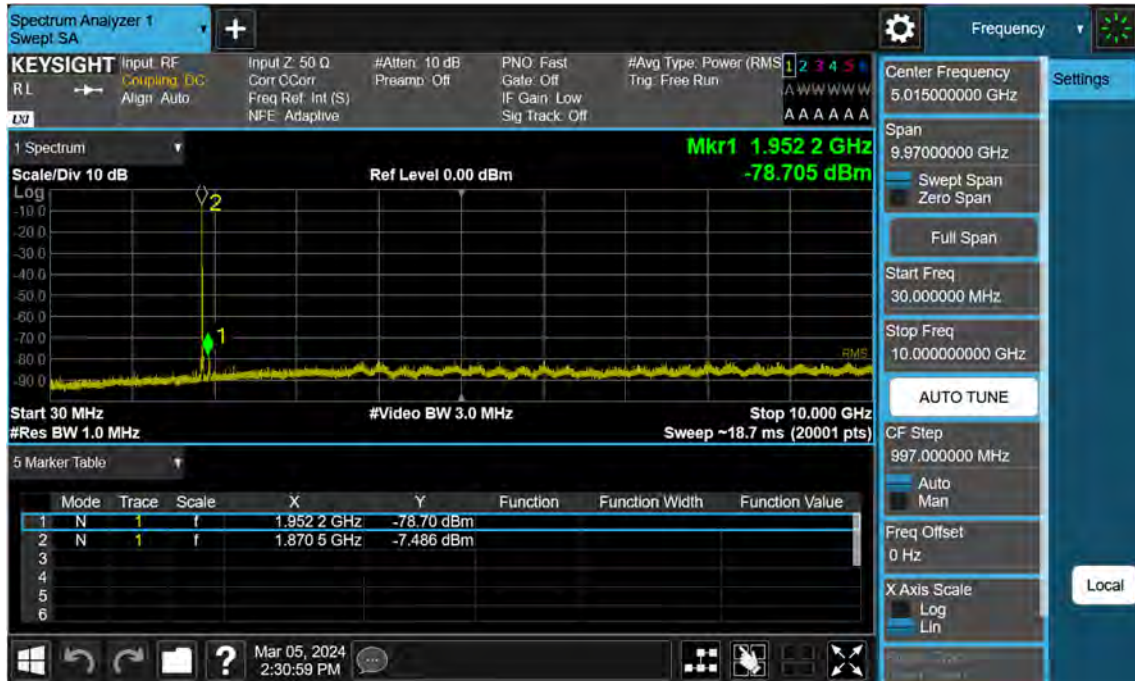 Spectrum Analyzer 1
Swept SA
+
Frequency
KEYSIGHT
RL
LXI
Input: RF
Coupling: DC
Align: Auto
Input Z: 50 Ω
Corr CCorr
Freq Ref: Int (S)
NFE: Adaptive
#Atten: 10 dB
Preamp: Off
PNO: Fast
Gate: Off
IF Gain: Low
Sig Track: Off
#Avg Type: Power (RMS
Trig: Free Run
1 2 3 4 5 6
A W W W W W
A A A A A A
1 Spectrum
Scale/Div 10 dB
Ref Level 0.00 dBm
Mkr1 1.952 2 GHz
-78.705 dBm
Log
-10.0
-20.0
-30.0
-40.0
-50.0
-60.0
-70.0
-80.0
-90.0
2
1
RMS
Start 30 MHz
#Video BW 3.0 MHz
Stop 10.000 GHz
#Res BW 1.0 MHz
Sweep ~18.7 ms (20001 pts)
5 Marker Table
Mode Trace Scale X Y Function Function Width Function Value
1 N 1 f 1.952 2 GHz -78.70 dBm
2 N 1 f 1.870 5 GHz -7.486 dBm
3
4
5
6
?
Mar 05, 2024
2:30:59 PM
Center Frequency
5.015000000 GHz
Span
9.97000000 GHz
Swept Span
Zero Span
Full Span
Start Freq
30.000000 MHz
Stop Freq
10.000000000 GHz
AUTO TUNE
CF Step
997.000000 MHz
Auto
Man
Freq Offset
0 Hz
X Axis Scale
Log
Lin
Settings
Local